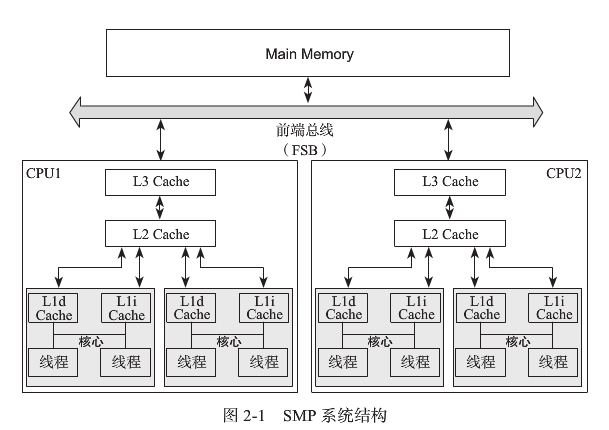 Main Memory
前端总线
（FSB）
CPU1
L3 Cache
L2 Cache
L1d Cache
L1i Cache
核心
线程
线程
L1d Cache
L1i Cache
核心
线程
线程
CPU2
L3 Cache
L2 Cache
L1d Cache
L1i Cache
核心
线程
线程
L1d Cache
L1i Cache
核心
线程
线程
图 2-1 SMP 系统结构